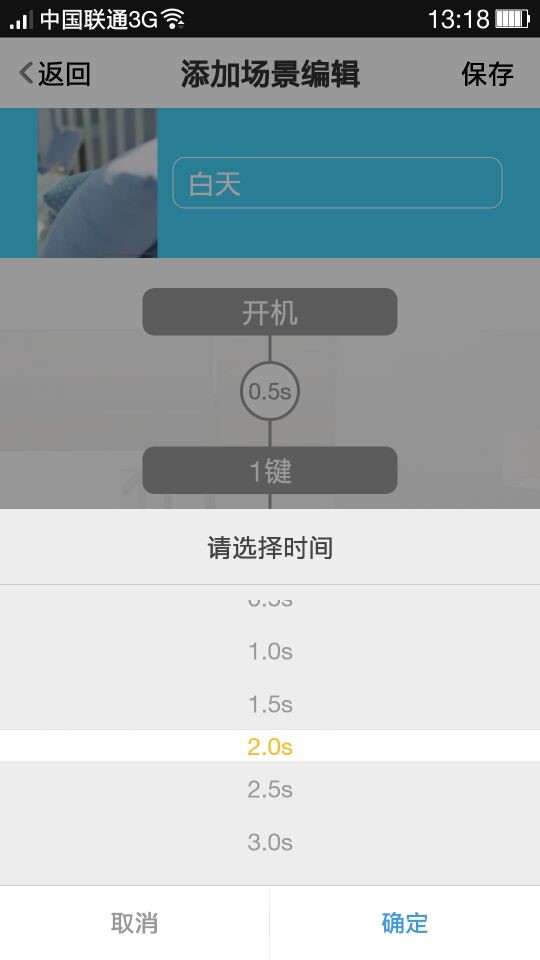 中国联通3G 13:18
返回 添加场景编辑 保存
白天
开机
0.5s
1键
请选择时间
0.5s
1.0s
1.5s
2.0s
2.5s
3.0s
取消 确定